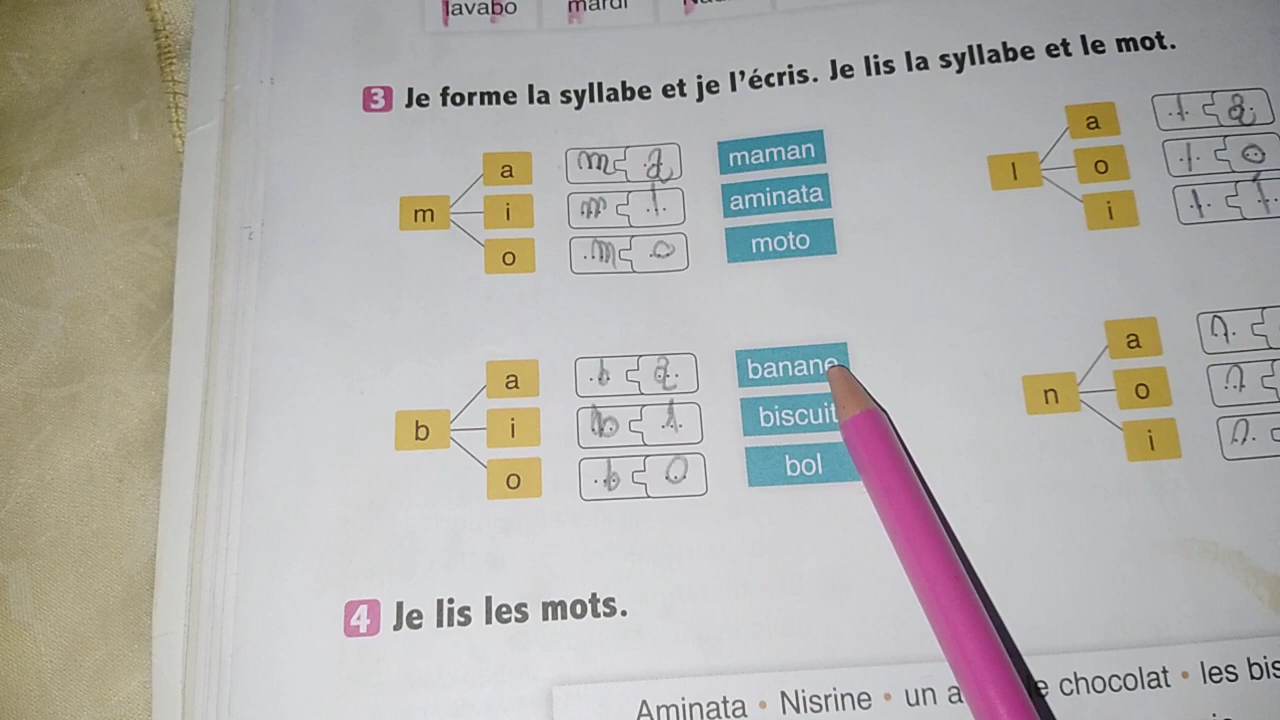 lavabo mardi
3 Je forme la syllabe et je l'écris. Je lis la syllabe et le mot.
m a m a maman
i m i aminata
o m o moto
l a l a
o l o
i l i
b a b a banane
i b i biscuit
o b o bol
n a n
o n
i n
4 Je lis les mots.
Aminata • Nisrine • un chocolat • les